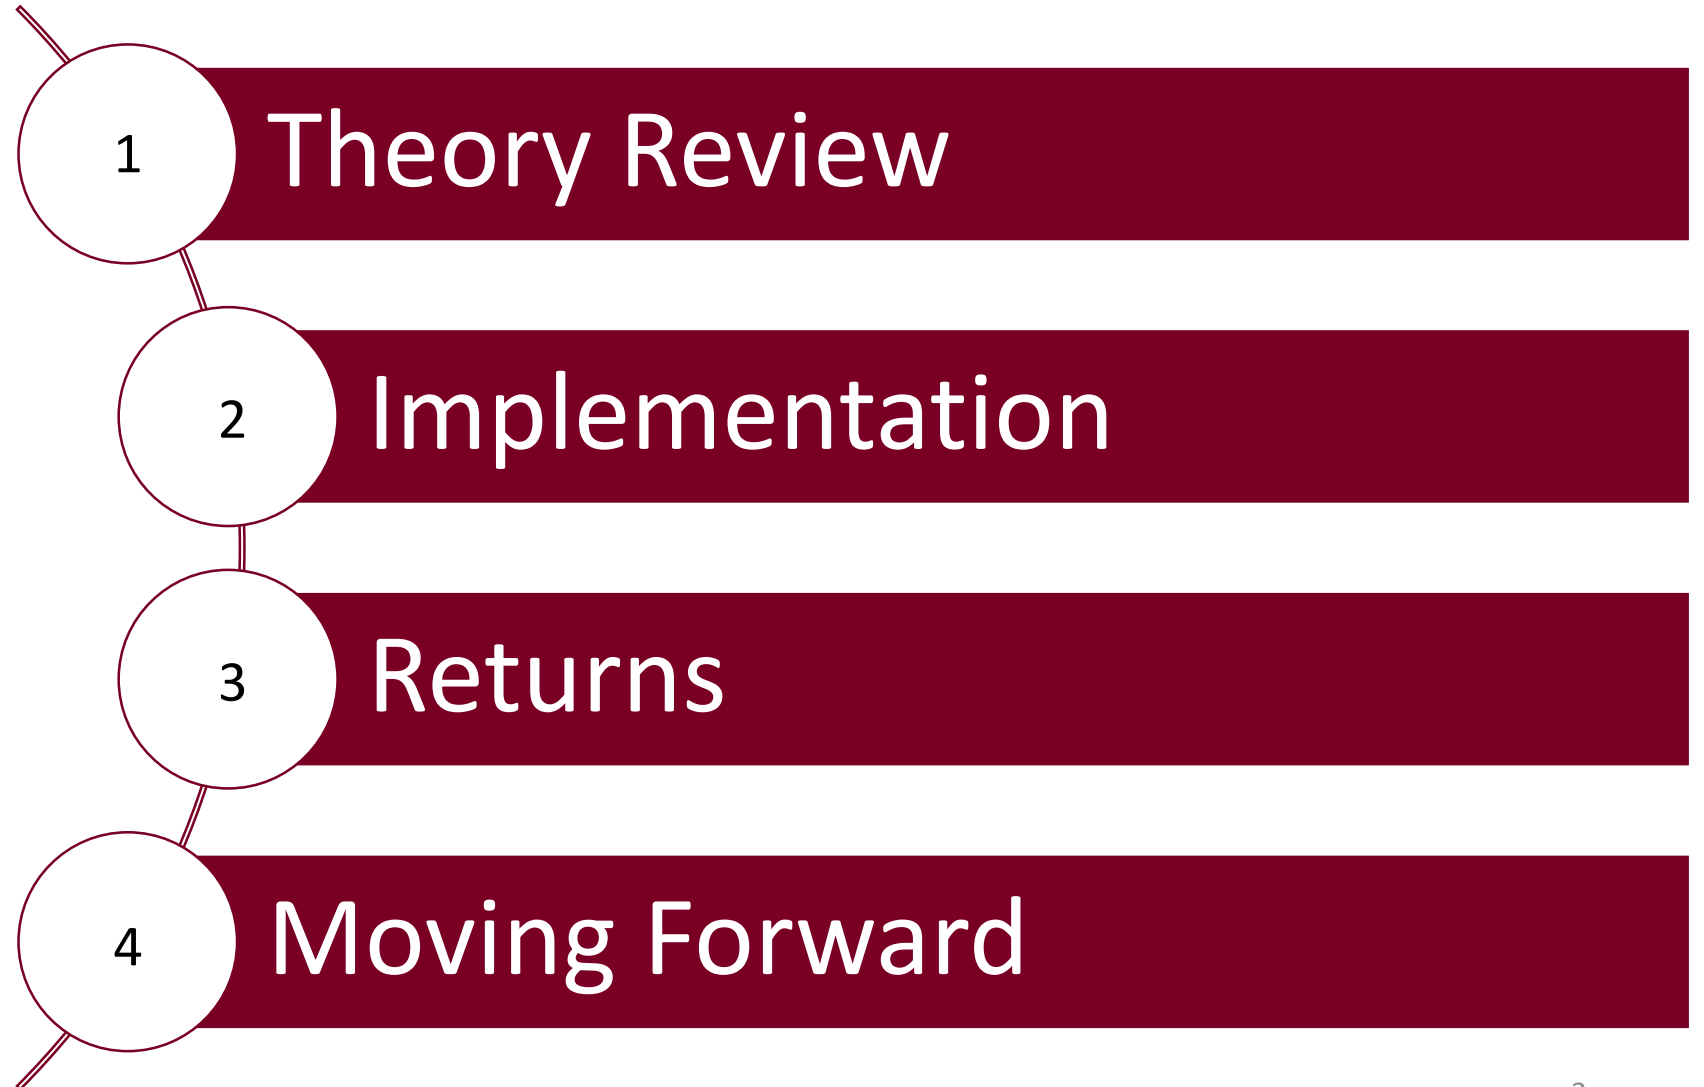 1
Theory Review
2
Implementation
3
Returns
4
Moving Forward